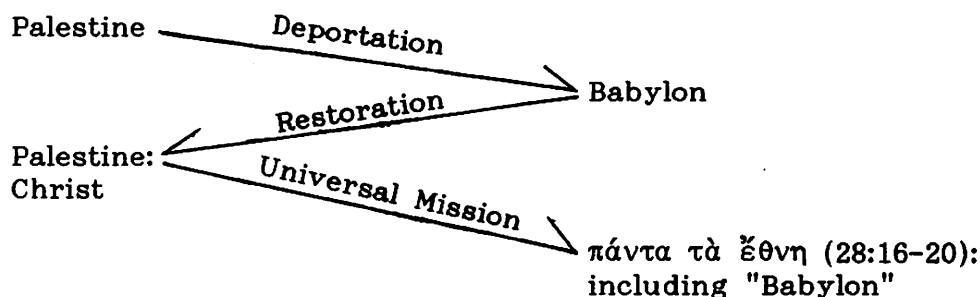 Palestine
Deportation
Babylon
Restoration
Palestine:
Christ
Universal Mission
πάντα τὰ ἔθνη (28:16-20):
including "Babylon"